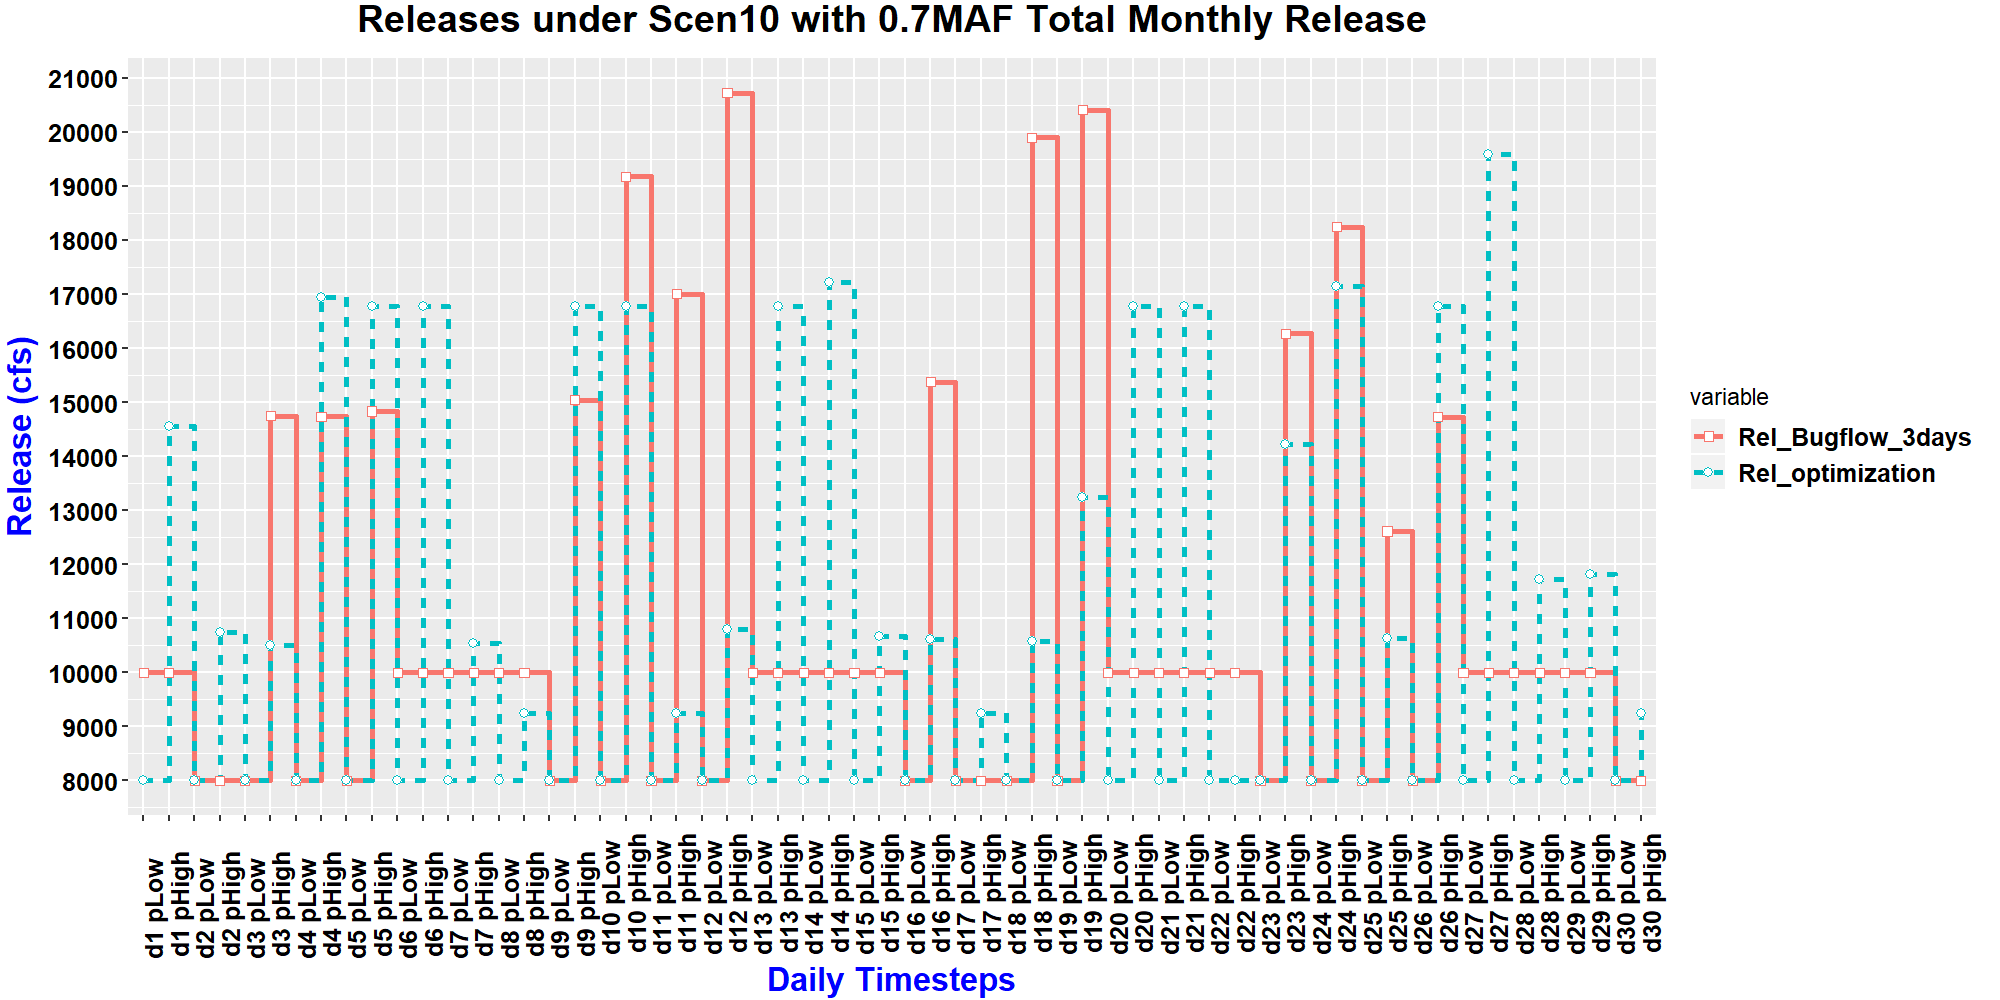 Releases under Scen10 with 0.7MAF Total Monthly Release
21000
20000
19000
18000
17000
16000
15000
14000
13000
12000
11000
10000
9000
8000
Release (cfs)
d1 pLow
d1 pHigh
d2 pLow
d2 pHigh
d3 pLow
d3 pHigh
d4 pLow
d4 pHigh
d5 pLow
d5 pHigh
d6 pLow
d6 pHigh
d7 pLow
d7 pHigh
d8 pLow
d8 pHigh
d9 pLow
d9 pHigh
d10 pLow
d10 pHigh
d11 pLow
d11 pHigh
d12 pLow
d12 pHigh
d13 pLow
d13 pHigh
d14 pLow
d14 pHigh
d15 pLow
d15 pHigh
d16 pLow
d16 pHigh
d17 pLow
d17 pHigh
d18 pLow
d18 pHigh
d19 pLow
d19 pHigh
d20 pLow
d20 pHigh
d21 pLow
d21 pHigh
d22 pLow
d22 pHigh
d23 pLow
d23 pHigh
d24 pLow
d24 pHigh
d25 pLow
d25 pHigh
d26 pLow
d26 pHigh
d27 pLow
d27 pHigh
d28 pLow
d28 pHigh
d29 pLow
d29 pHigh
d30 pLow
d30 pHigh
Daily Timesteps
variable
Rel_Bugflow_3days
Rel_optimization